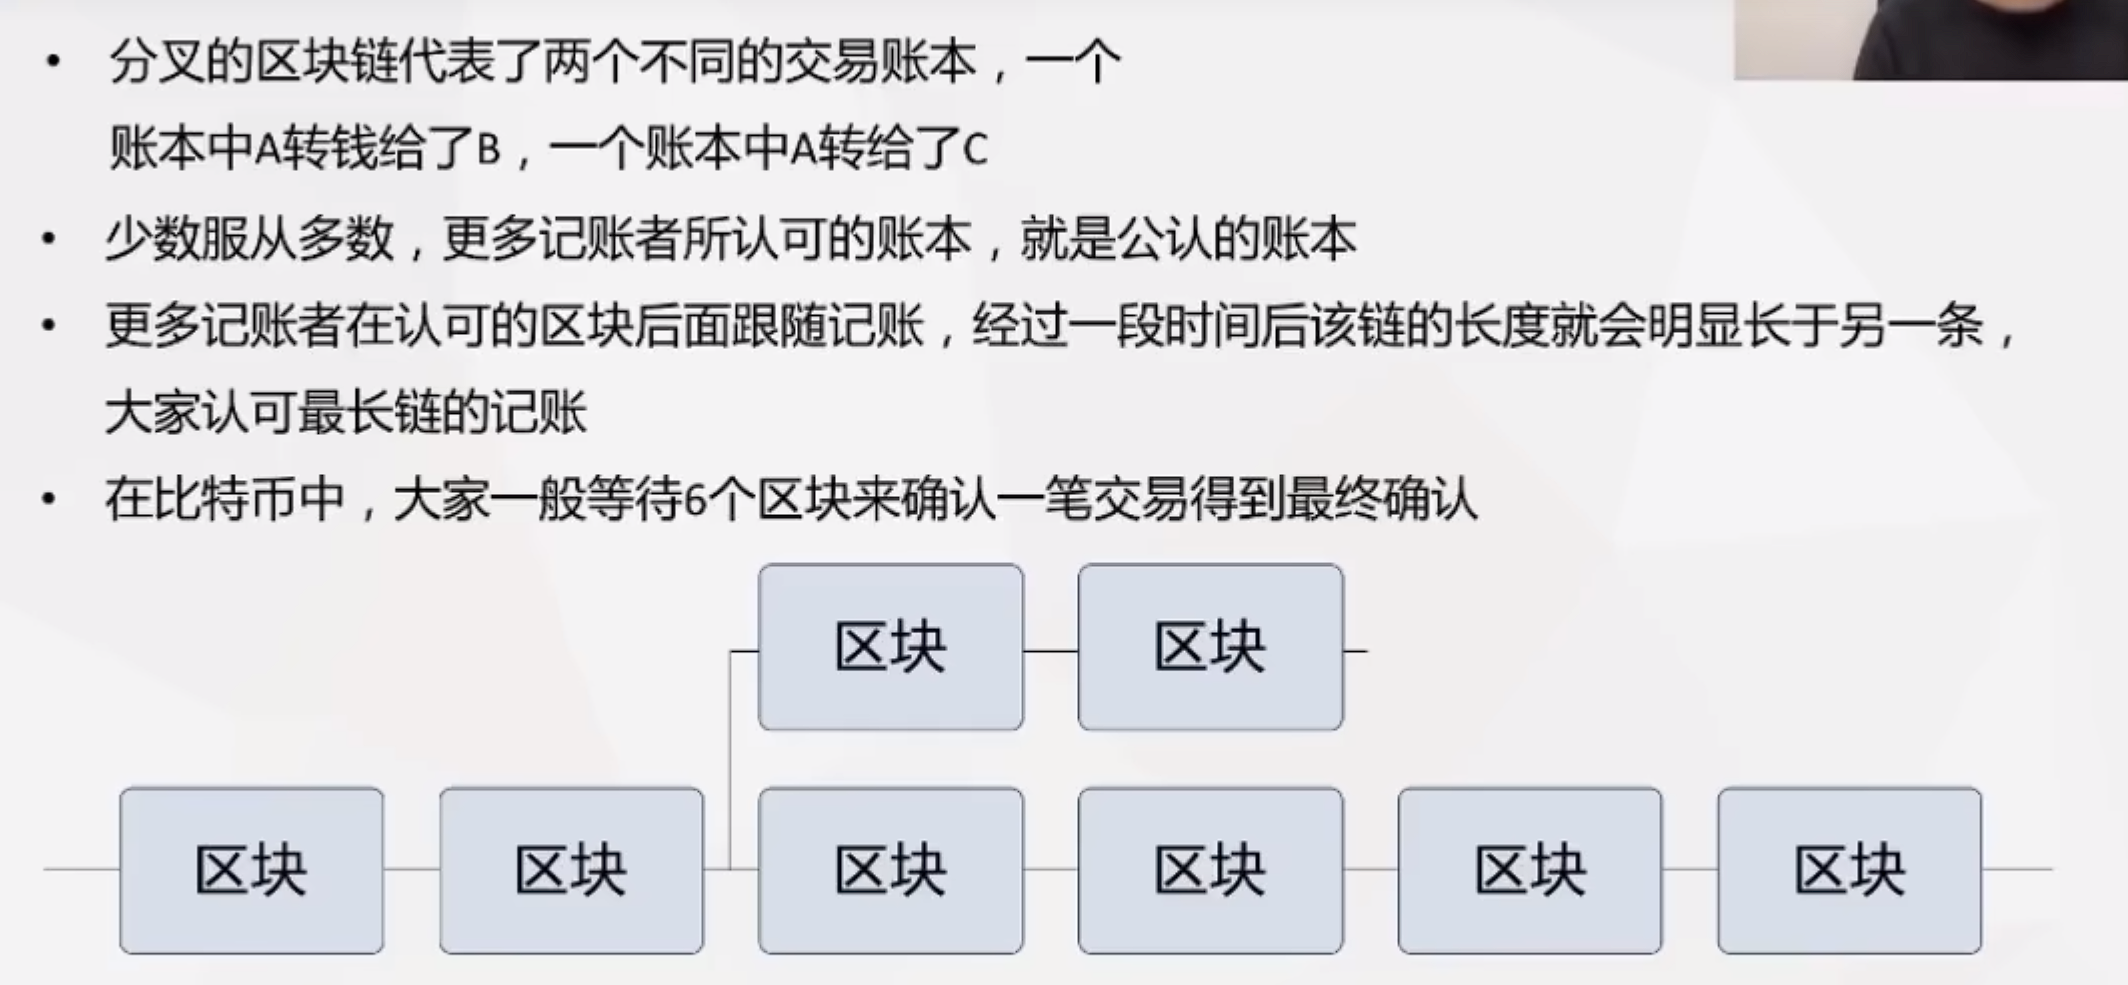 • 分叉的区块链代表了两个不同的交易账本，一个
账本中A转钱给了B，一个账本中A转给了C
• 少数服从多数，更多记账者所认可的账本，就是公认的账本
• 更多记账者在认可的区块后面跟随记账，经过一段时间后该链的长度就会明显长于另一条，
大家认可最长链的记账
• 在比特币中，大家一般等待6个区块来确认一笔交易得到最终确认
区块 区块
区块 区块 区块 区块 区块 区块